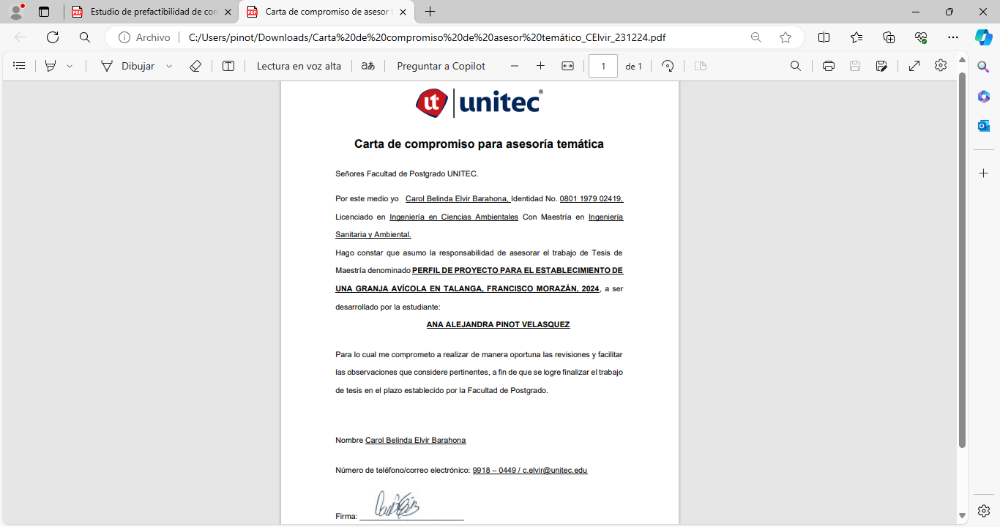 Estudio de prefactibilidad de con
Carta de compromiso de asesor t
Archivo
C:/Users/pinot/Downloads/Carta%20de%20compromiso%20de%20asesor%20temático_CElvir_231224.pdf
Dibujar
Lectura en voz alta
aあ
Preguntar a Copilot
1
de 1
ut unitec®
Carta de compromiso para asesoría temática
Señores Facultad de Postgrado UNITEC.
Por este medio yo Carol Belinda Elvir Barahona, Identidad No. 0801 1979 02419,
Licenciado en Ingeniería en Ciencias Ambientales Con Maestría en Ingeniería
Sanitaria y Ambiental.
Hago constar que asumo la responsabilidad de asesorar el trabajo de Tesis de
Maestría denominado PERFIL DE PROYECTO PARA EL ESTABLECIMIENTO DE
UNA GRANJA AVÍCOLA EN TALANGA, FRANCISCO MORAZÁN, 2024, a ser
desarrollado por la estudiante:
ANA ALEJANDRA PINOT VELASQUEZ
Para lo cual me comprometo a realizar de manera oportuna las revisiones y facilitar
las observaciones que considere pertinentes, a fin de que se logre finalizar el trabajo
de tesis en el plazo establecido por la Facultad de Postgrado.
Nombre Carol Belinda Elvir Barahona
Número de teléfono/correo electrónico: 9918 – 0449 / c.elvir@unitec.edu
Firma: